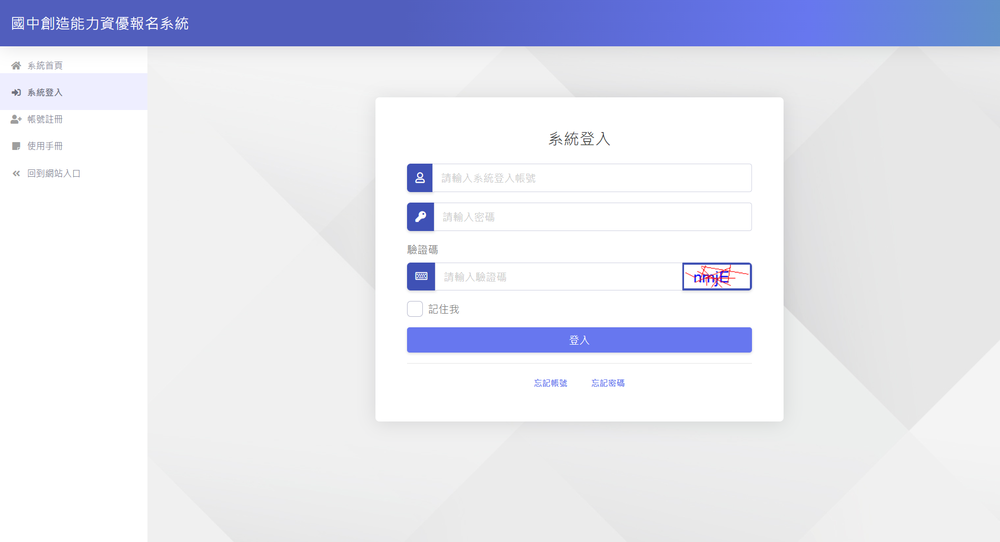 國中創造能力資優報名系統
系統首頁
系統登入
帳號註冊
使用手冊
回到網站入口
系統登入
請輸入系統登入帳號
請輸入密碼
驗證碼
請輸入驗證碼
nmjE
記住我
登入
忘記帳號
忘記密碼